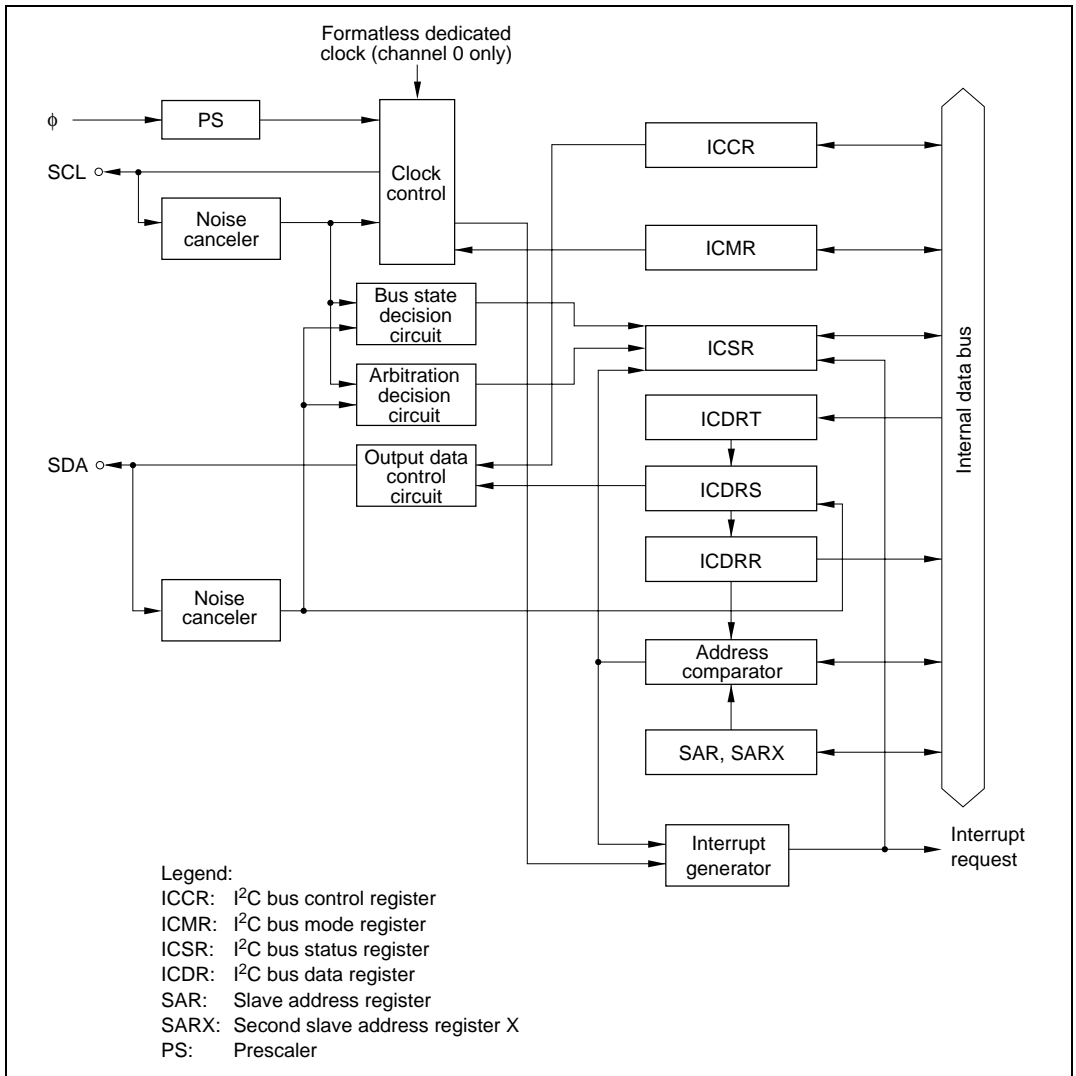 Formatless dedicated
clock (channel 0 only)
ϕ
PS
SCL
Noise
canceler
Clock
control
ICCR
ICMR
Bus state
decision
circuit
ICSR
Arbitration
decision
circuit
ICDRT
SDA
Output data
control
circuit
ICDRS
ICDRR
Noise
canceler
Address
comparator
SAR, SARX
Internal data bus
Interrupt
generator
Interrupt
request
Legend:
ICCR: I²C bus control register
ICMR: I²C bus mode register
ICSR: I²C bus status register
ICDR: I²C bus data register
SAR: Slave address register
SARX: Second slave address register X
PS: Prescaler